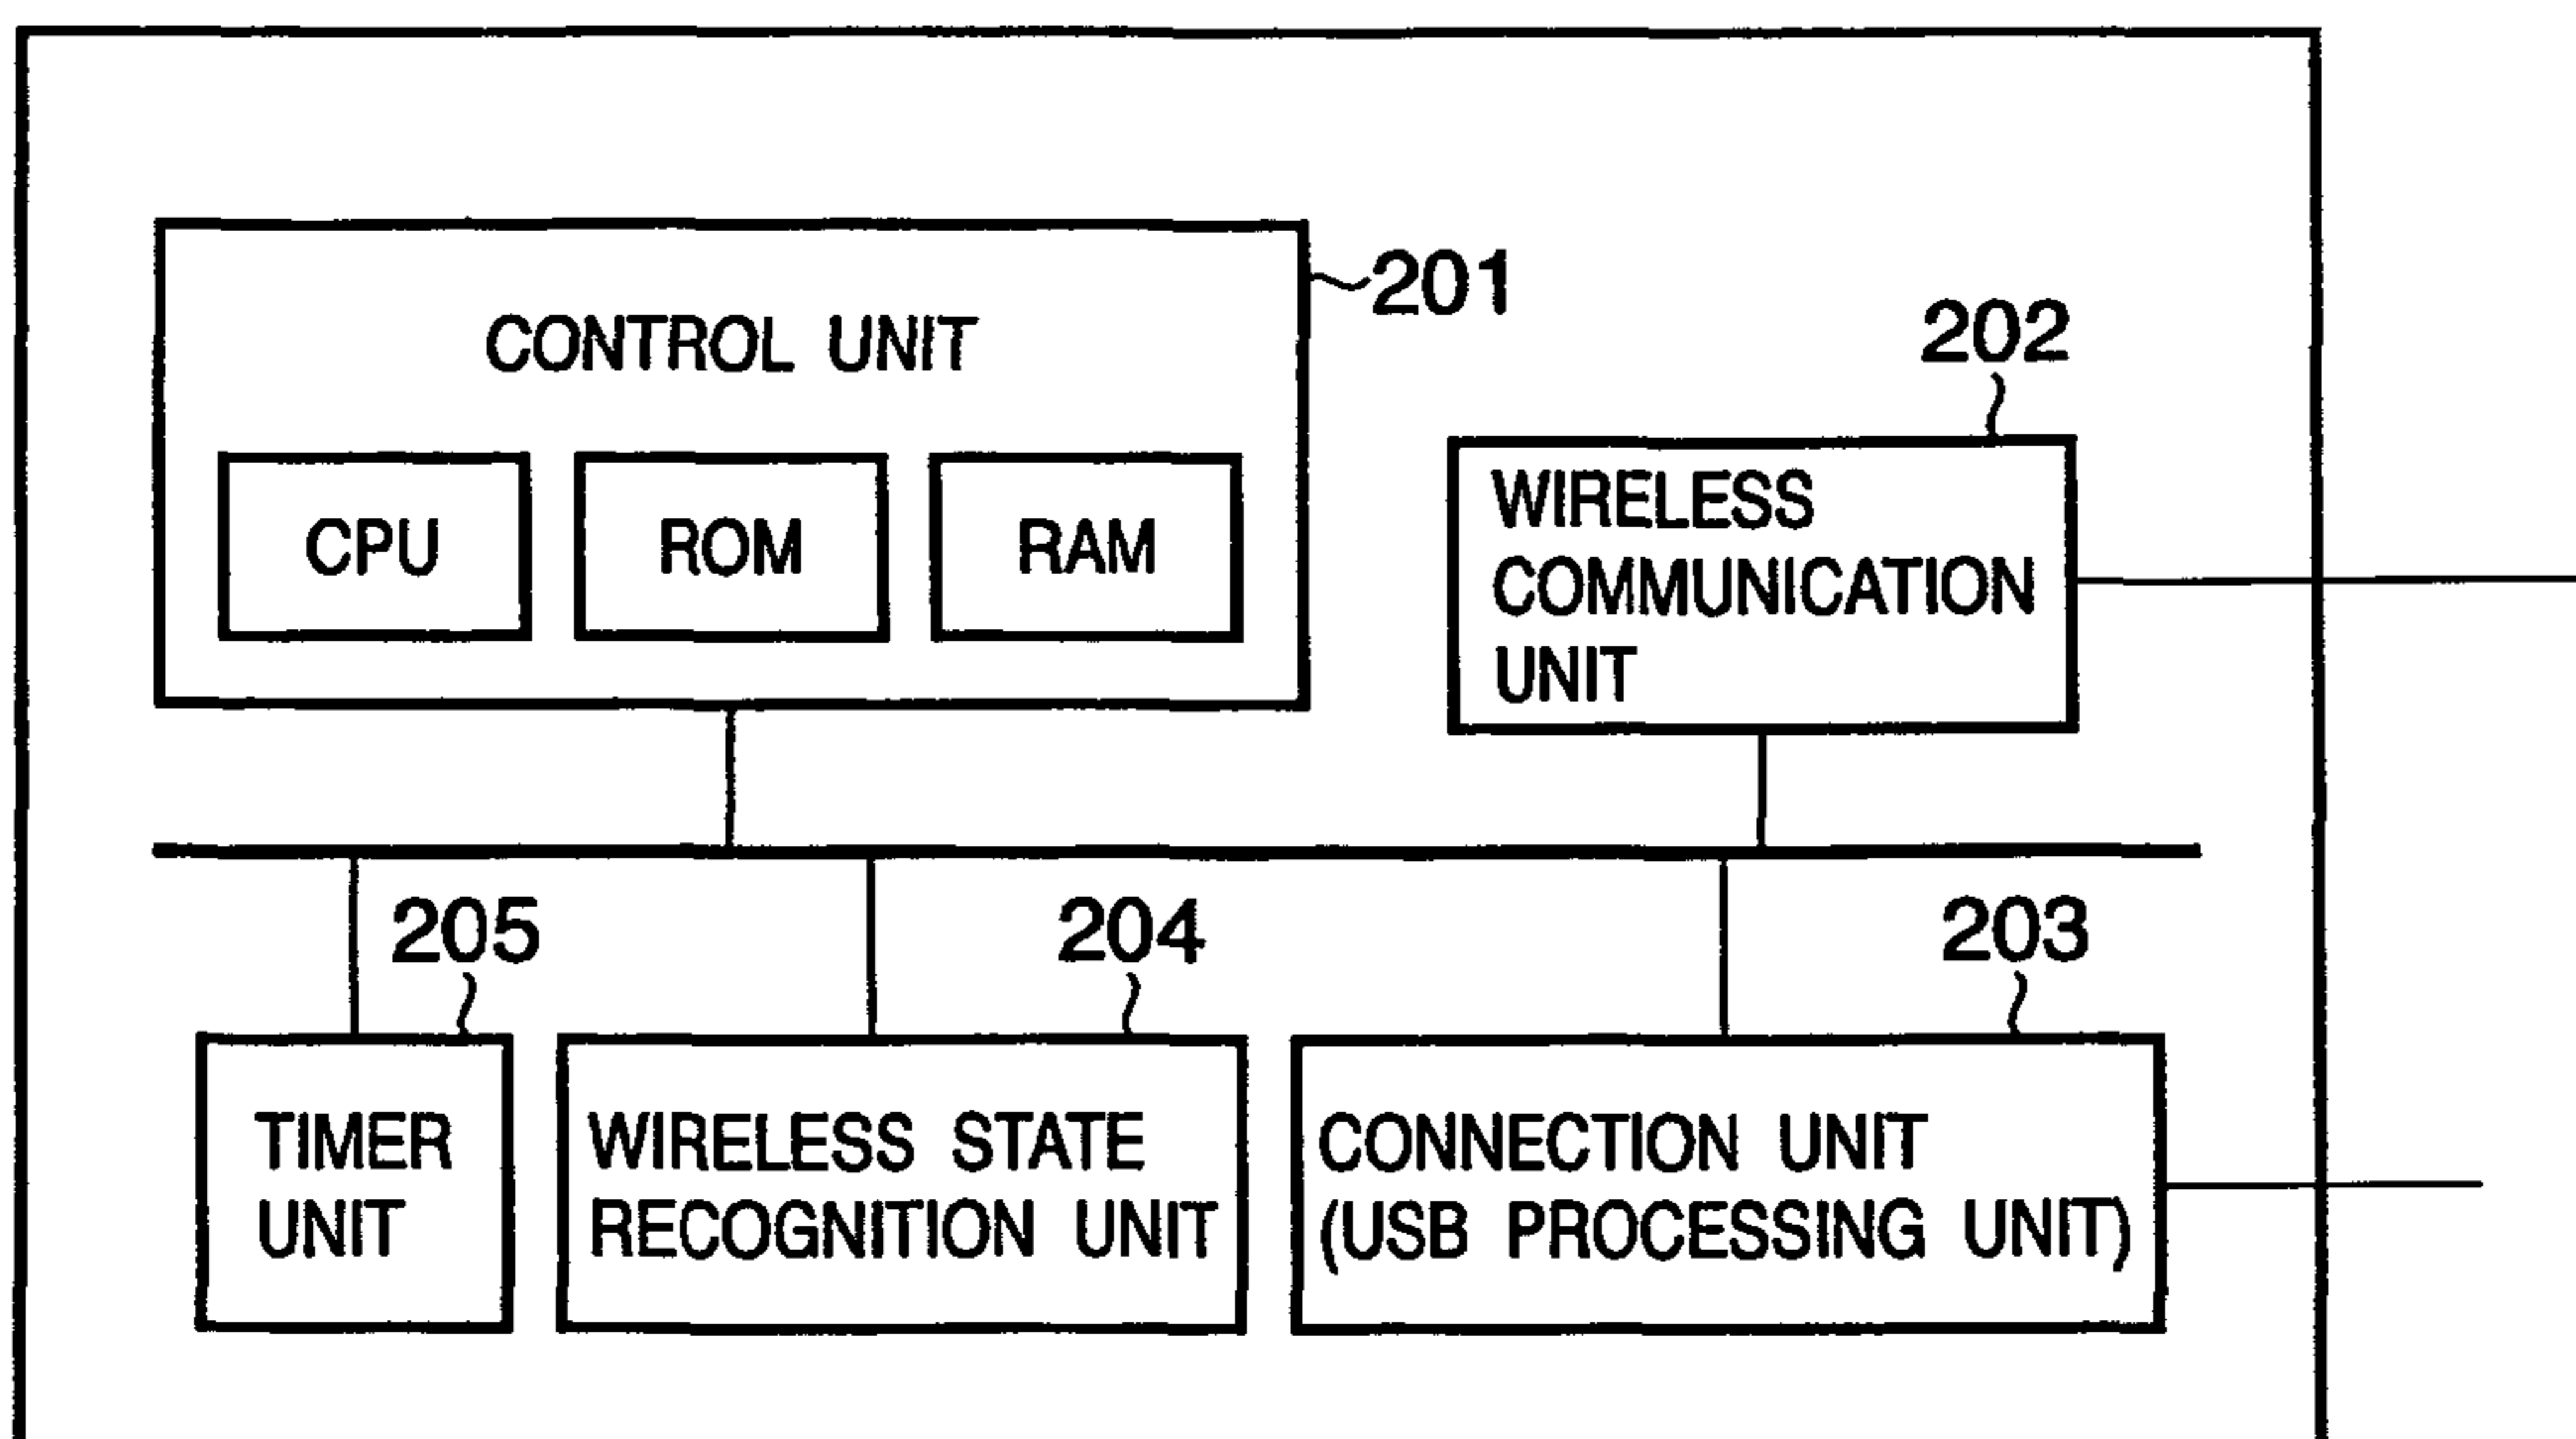 201
CONTROL UNIT
CPU
ROM
RAM
202
WIRELESS
COMMUNICATION
UNIT
205
204
203
TIMER
UNIT
WIRELESS STATE
RECOGNITION UNIT
CONNECTION UNIT
(USB PROCESSING UNIT)